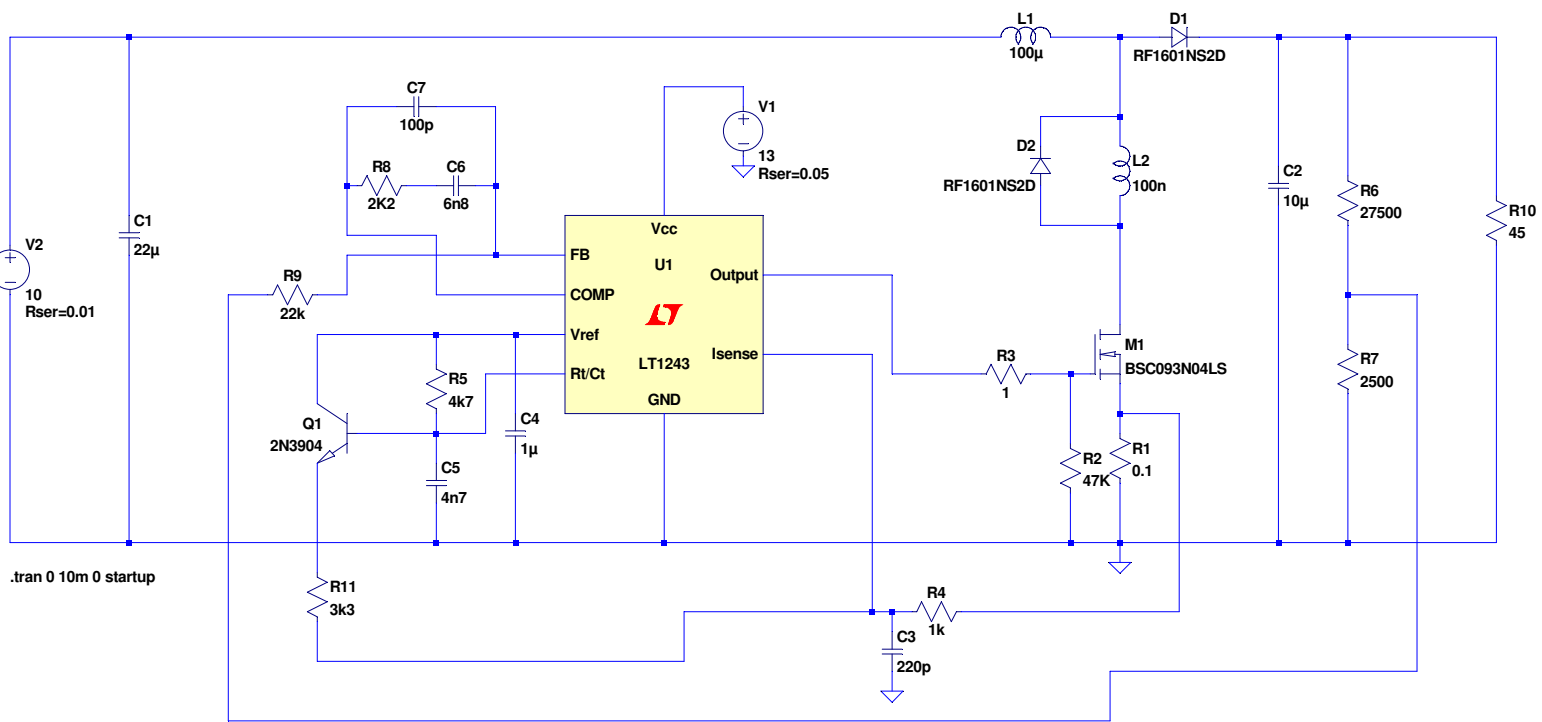 L1
100µ
D1
RF1601NS2D
C7
100p
R8
2K2
C6
6n8
V1
13
Rser=0.05
D2
RF1601NS2D
L2
100n
C2
10µ
R6
27500
R10
45
C1
22µ
V2
10
Rser=0.01
R9
22k
Vcc
U1
FB
COMP
Vref
Rt/Ct
Output
Isense
LT1243
GND
R5
4k7
Q1
2N3904
C4
1µ
C5
4n7
R3
1
M1
BSC093N04LS
R7
2500
R2
47K
R1
0.1
.tran 0 10m 0 startup
R11
3k3
R4
1k
C3
220p